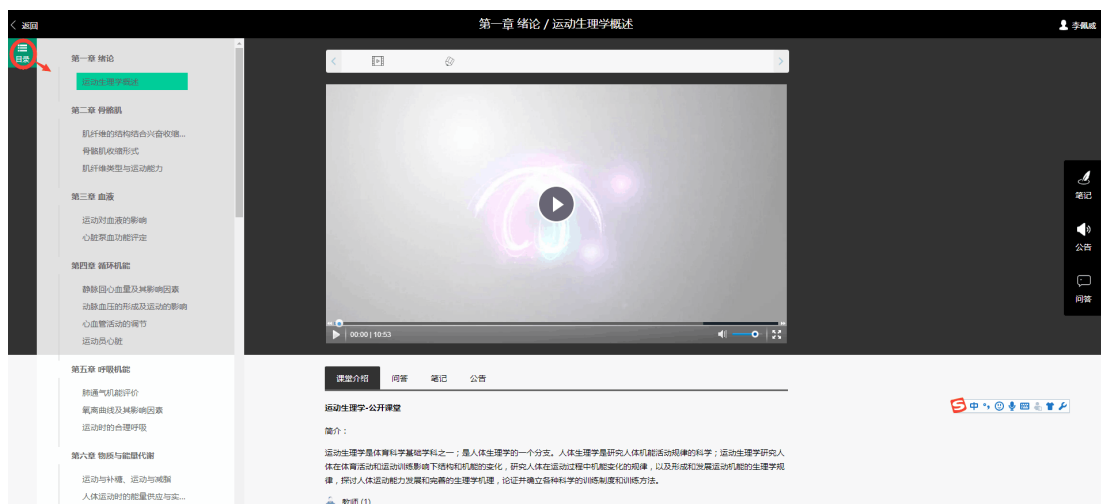 返回
第一章 绪论 / 运动生理学概述
李佩威
目录
第一章 绪论
运动生理学概述
第二章 骨骼肌
肌纤维的结构结合兴奋收缩...
骨骼肌收缩形式
肌纤维类型与运动能力
第三章 血液
运动对血液的影响
心脏泵血功能评定
第四章 循环机能
静脉回心血量及其影响因素
动脉血压的形成及运动的影响
心血管活动的调节
运动员心脏
第五章 呼吸机能
肺通气机能评价
氧离曲线及其影响因素
运动时的合理呼吸
第六章 物质与能量代谢
运动与补糖、运动与减脂
人体运动时的能量供应与实...
00:00 | 10:53
笔记
公告
问答
课堂介绍 问答 笔记 公告
运动生理学-公开课堂
简介：
运动生理学是体育科学基础学科之一；是人体生理学的一个分支。人体生理学是研究人体机能活动规律的科学；运动生理学研究人
体在体育活动和运动训练影响下结构和机能的变化，研究人体在运动过程中机能变化的规律，以及形成和发展运动机能的生理学规
律，探讨人体运动能力发展和完善的生理学机理，论证并确立各种科学的训练制度和训练方法。
教师 (1)
中